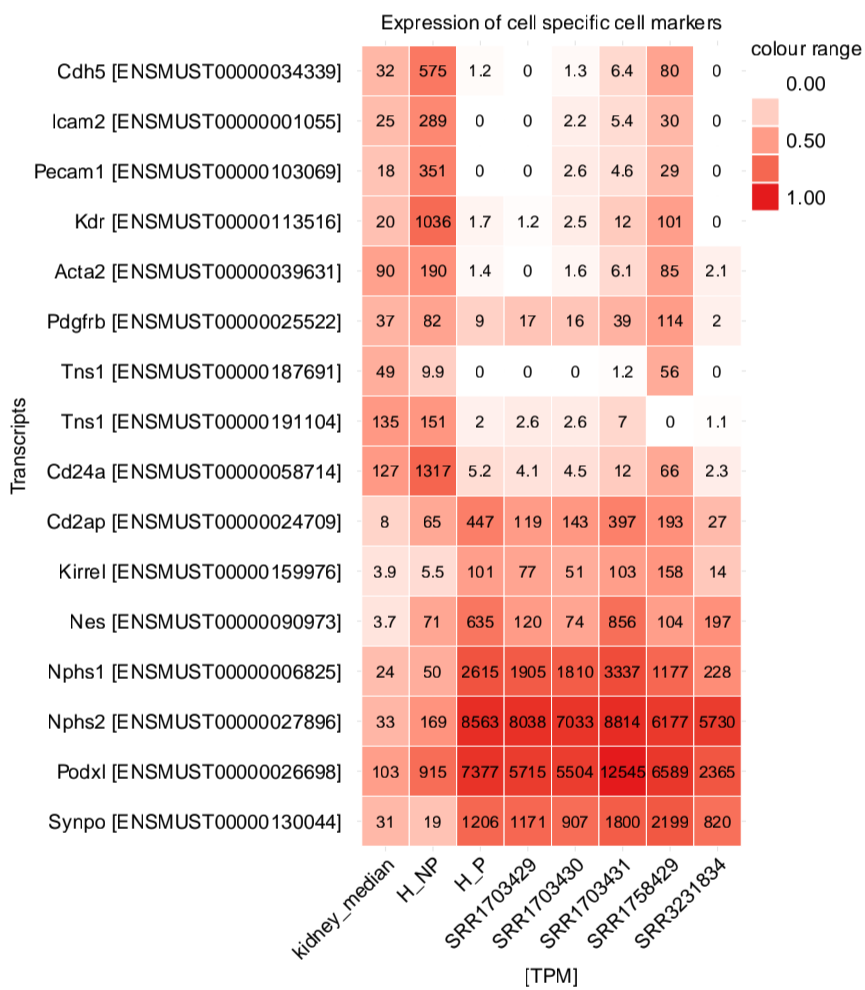 Expression of cell specific cell markers
colour range
0.00
0.50
1.00
Transcripts
Cdh5 [ENSMUST00000034339] 32 575 1.2 0 1.3 6.4 80 0
Icam2 [ENSMUST00000001055] 25 289 0 0 2.2 5.4 30 0
Pecam1 [ENSMUST00000103069] 18 351 0 0 2.6 4.6 29 0
Kdr [ENSMUST00000113516] 20 1036 1.7 1.2 2.5 12 101 0
Acta2 [ENSMUST00000039631] 90 190 1.4 0 1.6 6.1 85 2.1
Pdgfrb [ENSMUST00000025522] 37 82 9 17 16 39 114 2
Tns1 [ENSMUST00000187691] 49 9.9 0 0 0 1.2 56 0
Tns1 [ENSMUST00000191104] 135 151 2 2.6 2.6 7 0 1.1
Cd24a [ENSMUST00000058714] 127 1317 5.2 4.1 4.5 12 66 2.3
Cd2ap [ENSMUST00000024709] 8 65 447 119 143 397 193 27
Kirrel [ENSMUST00000159976] 3.9 5.5 101 77 51 103 158 14
Nes [ENSMUST00000090973] 3.7 71 635 120 74 856 104 197
Nphs1 [ENSMUST00000006825] 24 50 2615 1905 1810 3337 1177 228
Nphs2 [ENSMUST00000027896] 33 169 8563 8038 7033 8814 6177 5730
Podxl [ENSMUST00000026698] 103 915 7377 5715 5504 12545 6589 2365
Synpo [ENSMUST00000130044] 31 19 1206 1171 907 1800 2199 820
kidney_median H_NP H_P SRR1703429 SRR1703430 SRR1703431 SRR1758429 SRR3231834
[TPM]